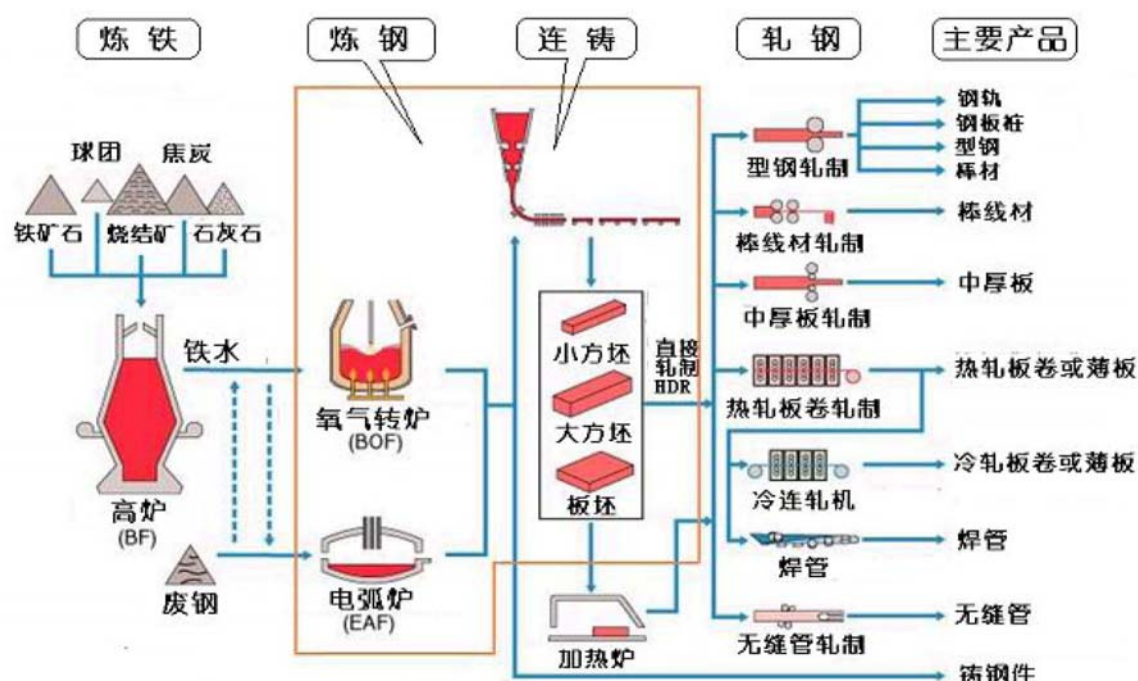 炼铁
炼钢
连铸
轧钢
主要产品
球团
焦炭
铁矿石
烧结矿
石灰石
铁水
高炉
(BF)
废钢
氧气转炉
(BOF)
电弧炉
(EAF)
小方坯
大方坯
板坯
直接
轧制
HDR
加热炉
型钢轧制
棒线材轧制
中厚板轧制
热轧板卷轧制
冷连轧机
焊管
无缝管轧制
钢轨
钢板桩
型钢
棒材
棒线材
中厚板
热轧板卷或薄板
冷轧板卷或薄板
焊管
无缝管
铸钢件